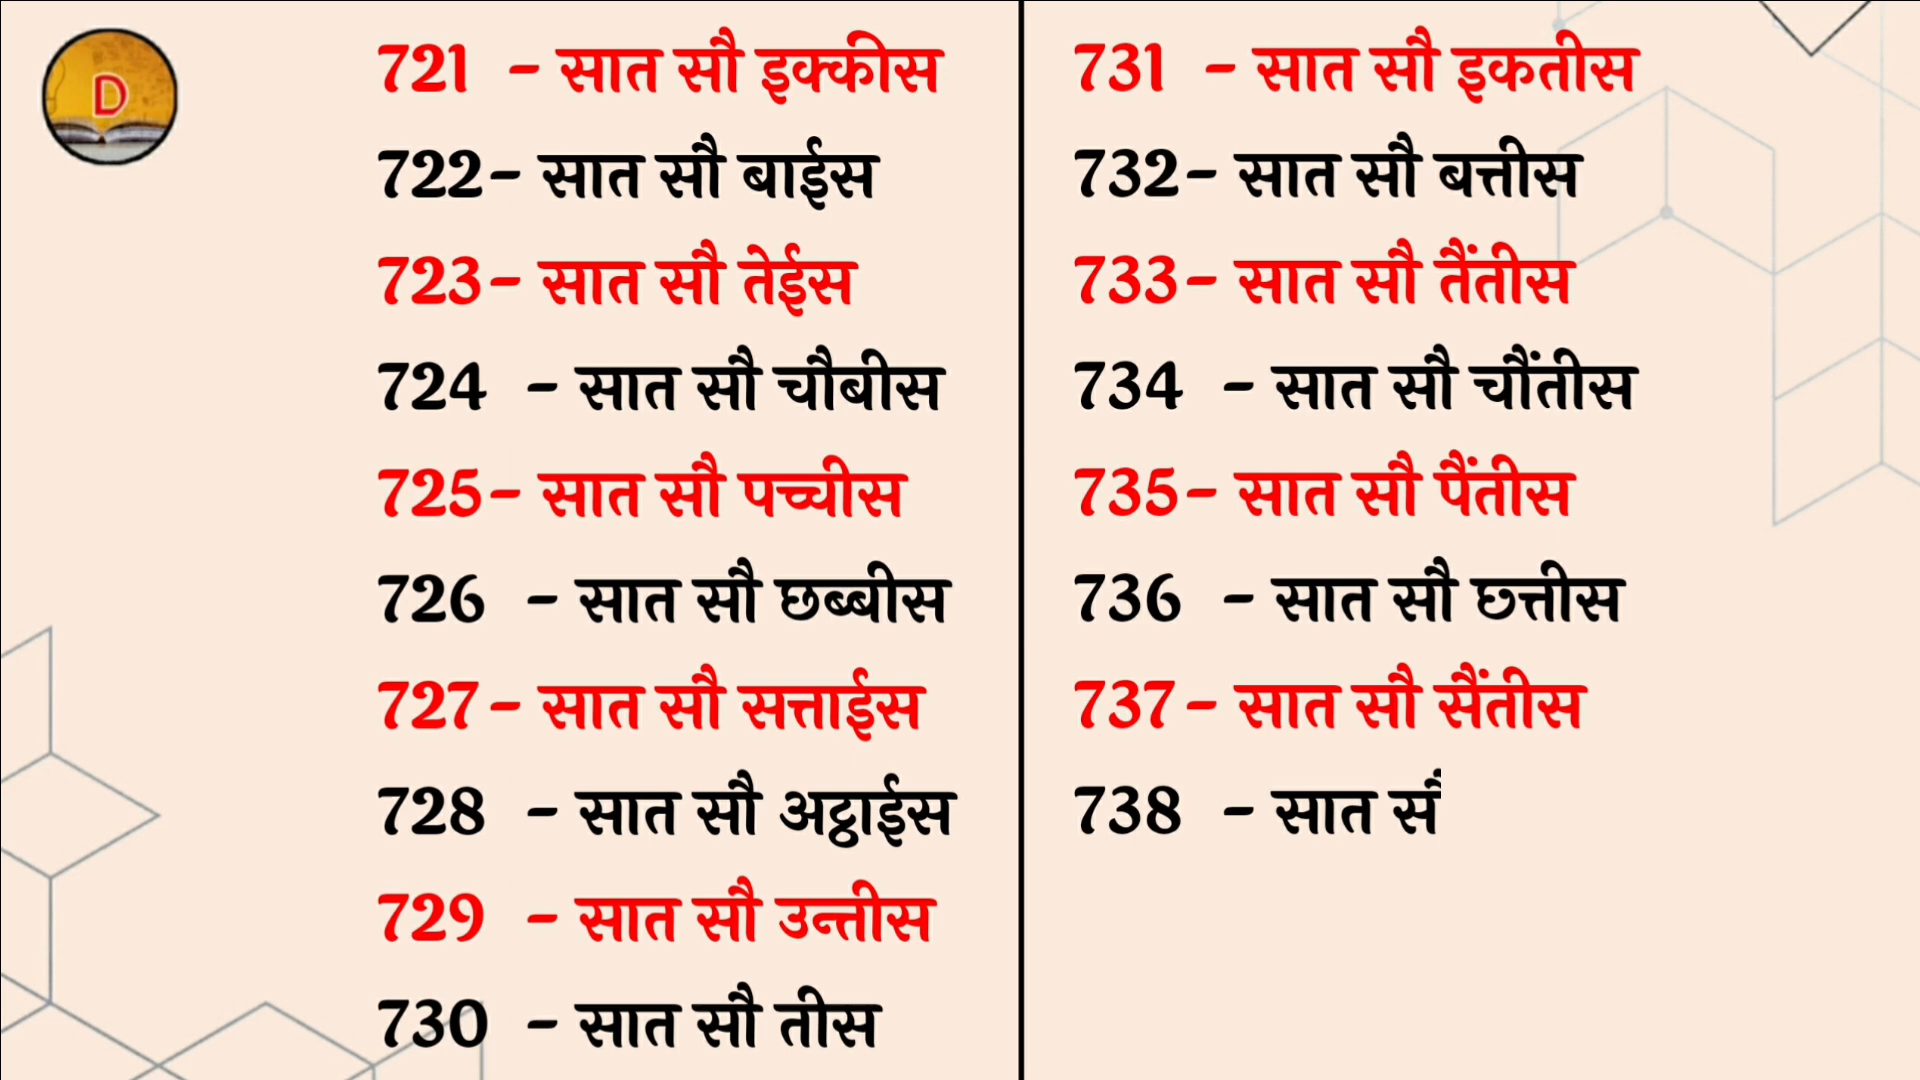 D
721 - सात सौ इक्कीस
722- सात सौ बाईस
723- सात सौ तेईस
724 - सात सौ चौबीस
725- सात सौ पच्चीस
726 - सात सौ छब्बीस
727- सात सौ सत्ताईस
728 - सात सौ अट्ठाईस
729 - सात सौ उन्तीस
730 - सात सौ तीस
731 - सात सौ इकतीस
732- सात सौ बत्तीस
733- सात सौ तैंतीस
734 - सात सौ चौंतीस
735- सात सौ पैंतीस
736 - सात सौ छत्तीस
737- सात सौ सैंतीस
738 - सात